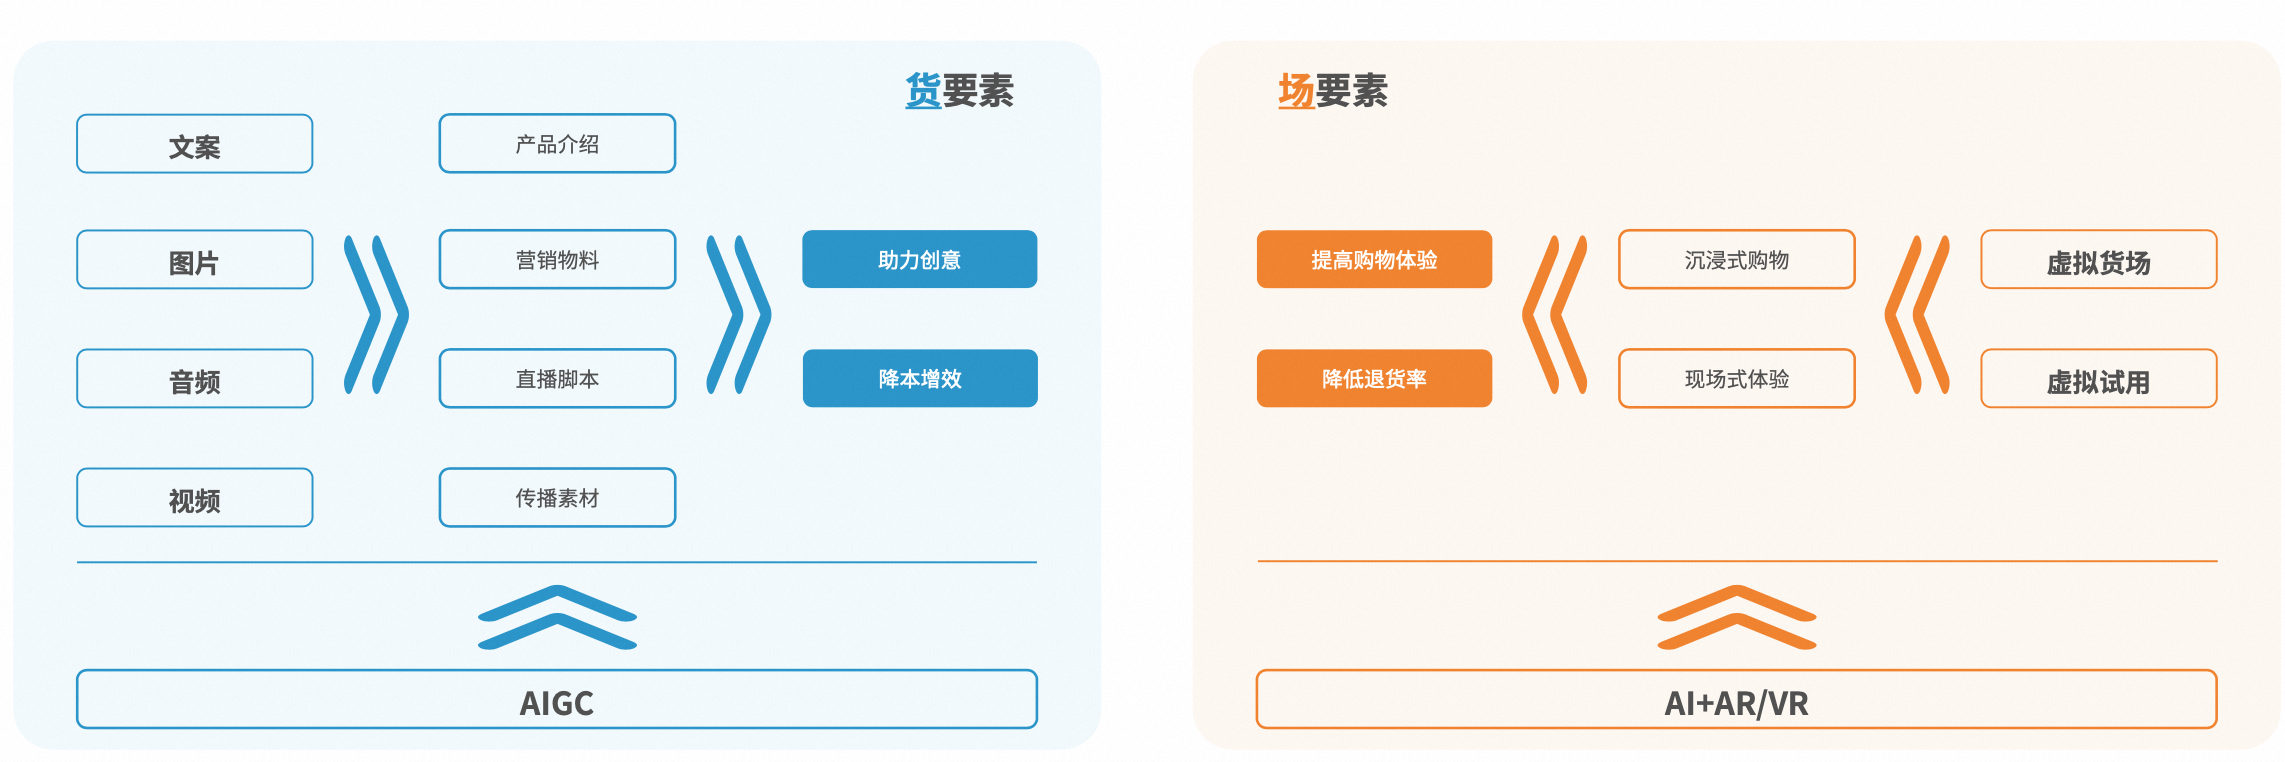 货要素
文案
产品介绍
图片
营销物料
助力创意
音频
直播脚本
降本增效
视频
传播素材
AIGC
场要素
提高购物体验
沉浸式购物
虚拟货场
降低退货率
现场式体验
虚拟试用
AI+AR/VR